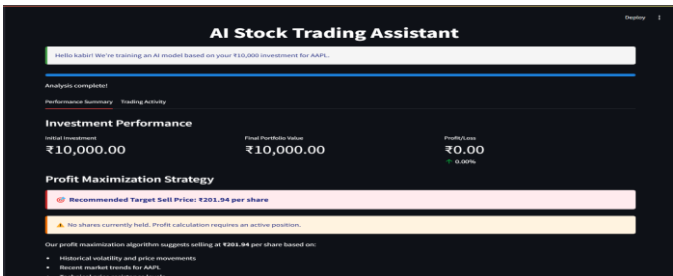 Deploy
AI Stock Trading Assistant
Hello kabir! We're training an AI model based on your ₹10,000 investment for AAPL.
Analysis complete!
Performance Summary Trading Activity
Investment Performance
Initial Investment Final Portfolio Value Profit/Loss
₹10,000.00 ₹10,000.00 ₹0.00
↑ 0.00%
Profit Maximization Strategy
🎯 Recommended Target Sell Price: ₹201.94 per share
⚠️ No shares currently held. Profit calculation requires an active position.
Our profit maximization algorithm suggests selling at ₹201.94 per share based on:
• Historical volatility and price movements
• Recent market trends for AAPL